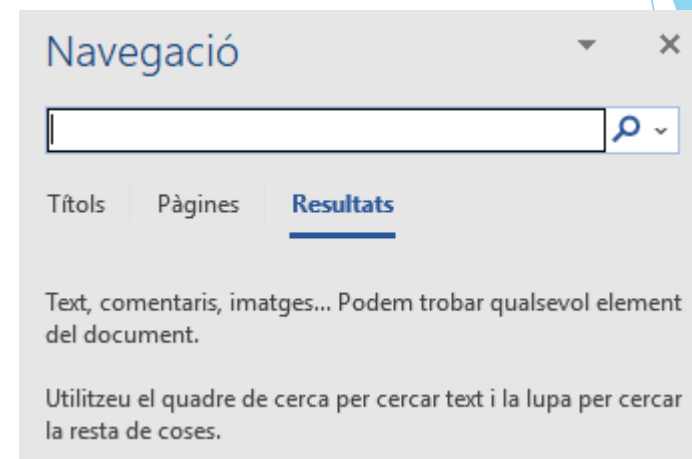 Navegació
Títols Pàgines Resultats
Text, comentaris, imatges... Podem trobar qualsevol element
del document.
Utilitzeu el quadre de cerca per cercar text i la lupa per cercar
la resta de coses.